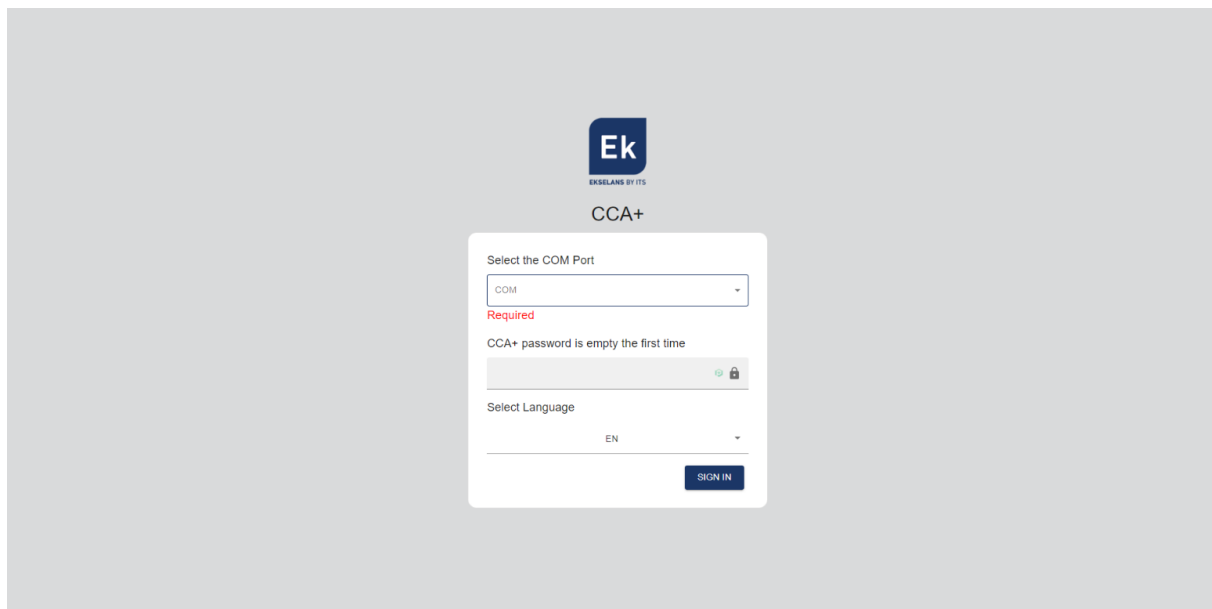 Ek
EKSELANS BY ITS
CCA+
Select the COM Port
COM
Required
CCA+ password is empty the first time
Select Language
EN
SIGN IN